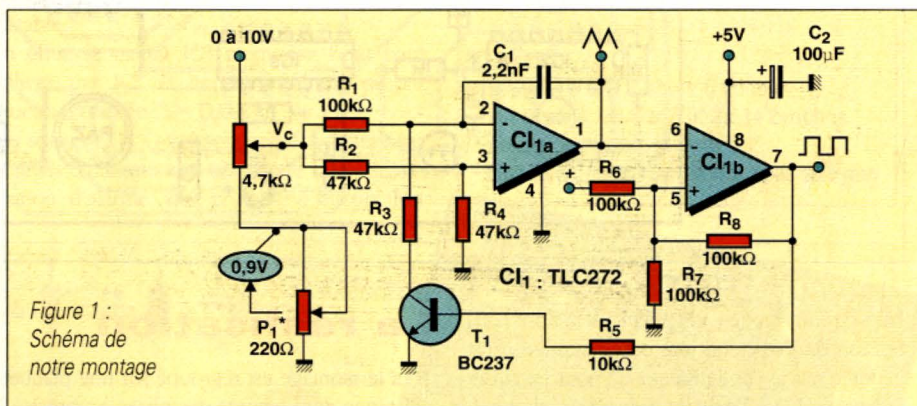 0 à 10V
Vc
4,7kΩ
R1
100kΩ
R2
47kΩ
R3
47kΩ
R4
47kΩ
C1
2,2nF
2
-
3
+
1
4
CI1a
+5V
C2
100µF
+
6
-
5
+
8
7
CI1b
+
R6
100kΩ
R8
100kΩ
R7
100kΩ
CI1 : TLC272
0,9V
P1*
220Ω
T1
BC237
R5
10kΩ
Figure 1 :
Schéma de
notre montage